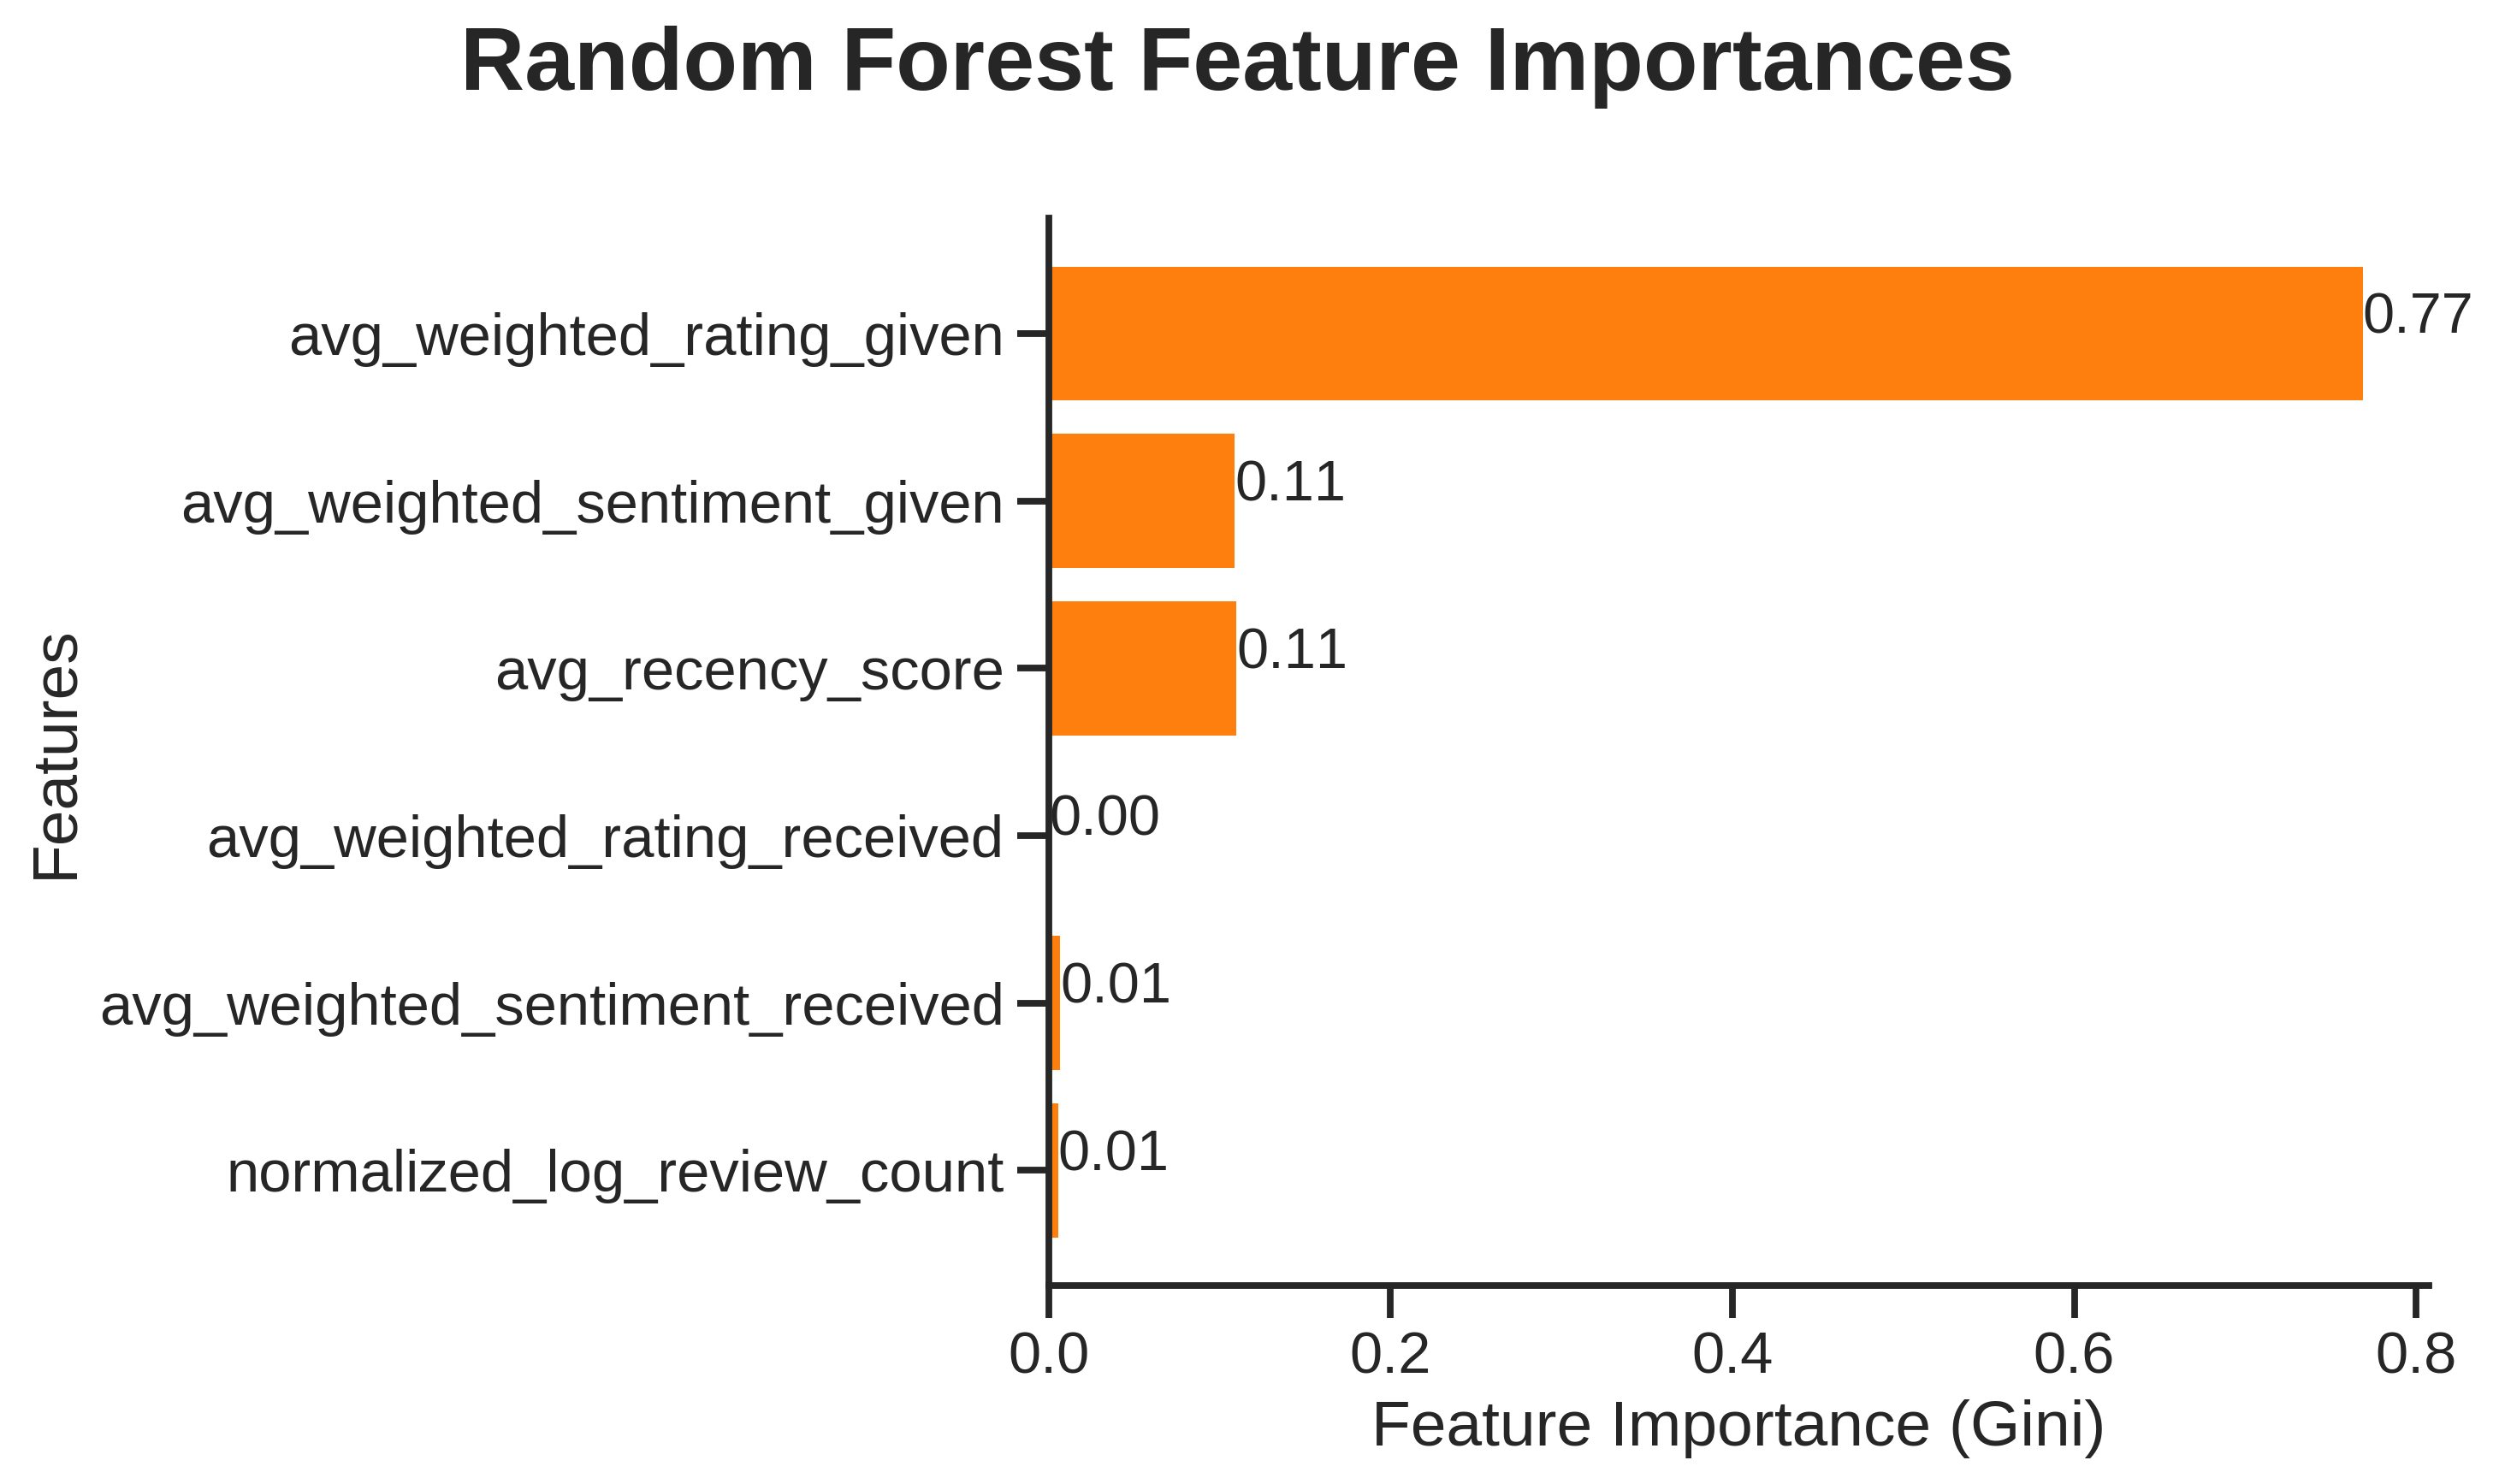 Random Forest Feature Importances
avg_weighted_rating_given
0.77
avg_weighted_sentiment_given
0.11
avg_recency_score
0.11
Features
avg_weighted_rating_received
0.00
avg_weighted_sentiment_received
0.01
normalized_log_review_count
0.01
0.0 0.2 0.4 0.6 0.8
Feature Importance (Gini)